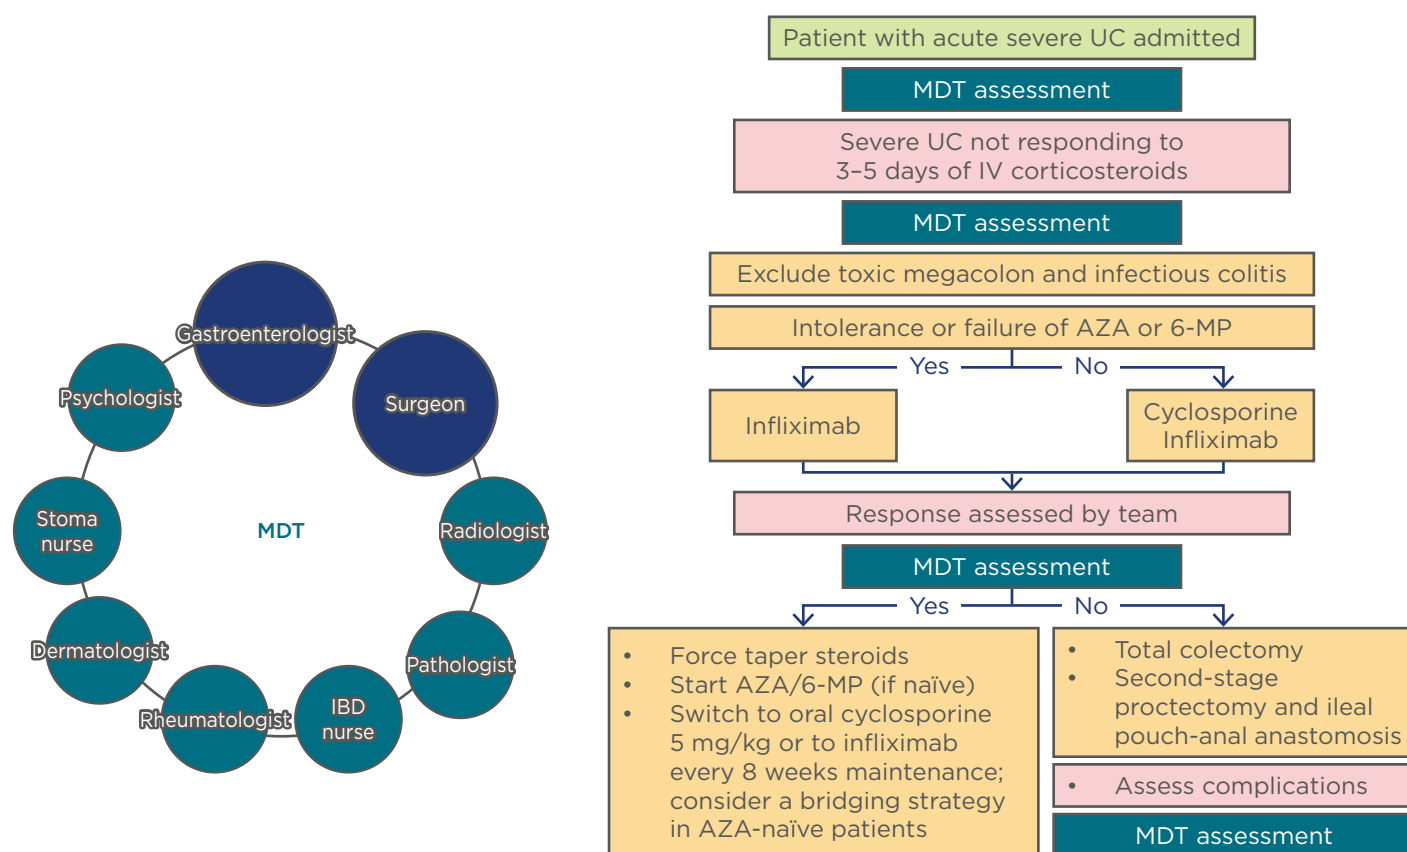 Gastroenterologist
Surgeon
Psychologist
Stoma
nurse
MDT
Radiologist
Dermatologist
Pathologist
Rheumatologist
IBD
nurse
Patient with acute severe UC admitted
MDT assessment
Severe UC not responding to
3–5 days of IV corticosteroids
MDT assessment
Exclude toxic megacolon and infectious colitis
Intolerance or failure of AZA or 6-MP
Yes
No
Infliximab
Cyclosporine
Infliximab
Response assessed by team
MDT assessment
Yes
No
• Force taper steroids
• Start AZA/6-MP (if naïve)
• Switch to oral cyclosporine
5 mg/kg or to infliximab
every 8 weeks maintenance;
consider a bridging strategy
in AZA-naïve patients
• Total colectomy
• Second-stage
proctectomy and ileal
pouch-anal anastomosis
• Assess complications
MDT assessment